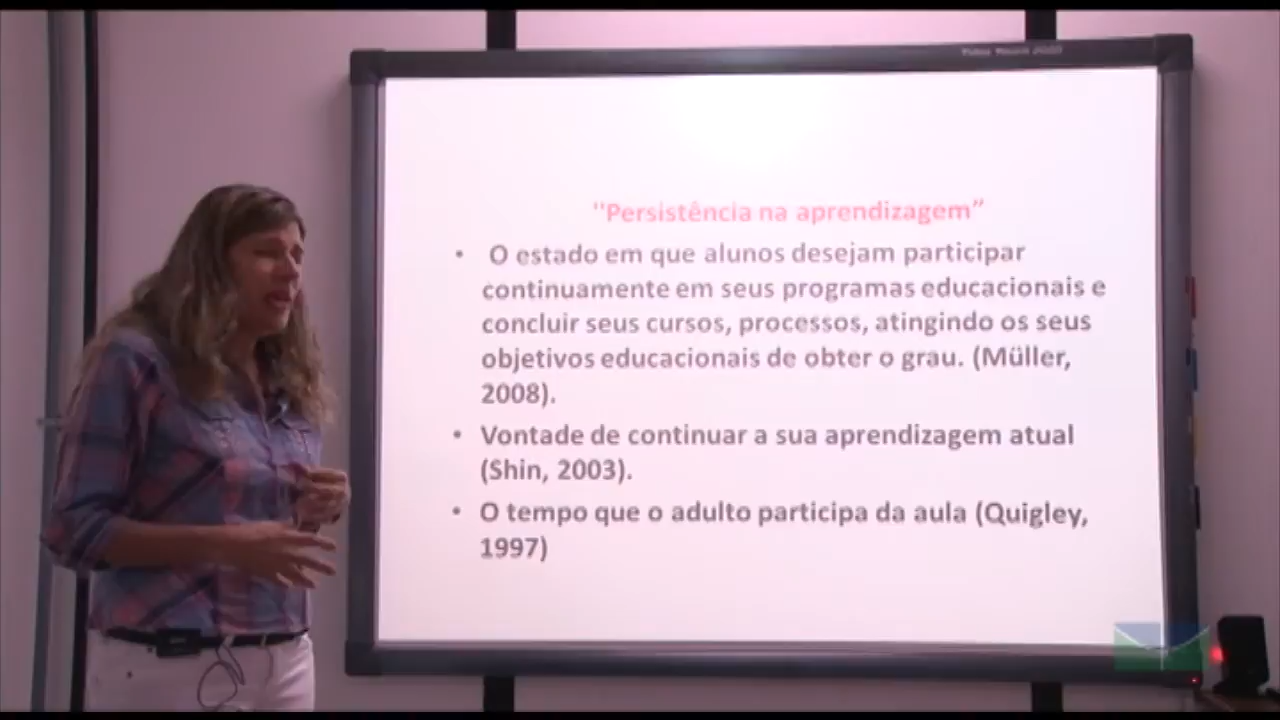 "Persistência na aprendizagem”
• O estado em que alunos desejam participar
continuamente em seus programas educacionais e
concluir seus cursos, processos, atingindo os seus
objetivos educacionais de obter o grau. (Müller,
2008).
• Vontade de continuar a sua aprendizagem atual
(Shin, 2003).
• O tempo que o adulto participa da aula (Quigley,
1997)